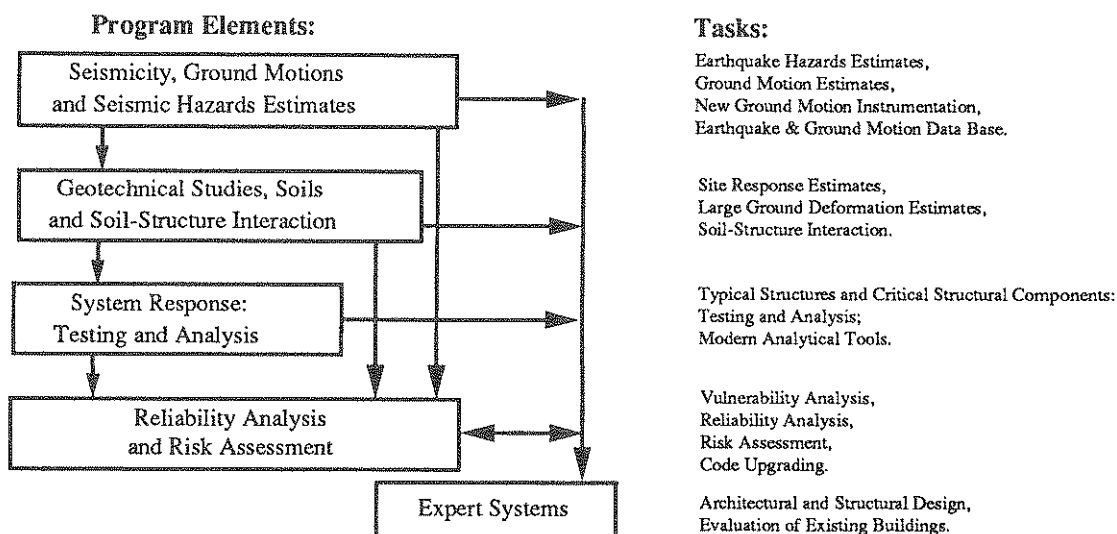 Program Elements:
Seismicity, Ground Motions
and Seismic Hazards Estimates
Geotechnical Studies, Soils
and Soil-Structure Interaction
System Response:
Testing and Analysis
Reliability Analysis
and Risk Assessment
Expert Systems
Tasks:
Earthquake Hazards Estimates,
Ground Motion Estimates,
New Ground Motion Instrumentation,
Earthquake & Ground Motion Data Base.
Site Response Estimates,
Large Ground Deformation Estimates,
Soil-Structure Interaction.
Typical Structures and Critical Structural Components:
Testing and Analysis;
Modern Analytical Tools.
Vulnerability Analysis,
Reliability Analysis,
Risk Assessment,
Code Upgrading.
Architectural and Structural Design,
Evaluation of Existing Buildings.